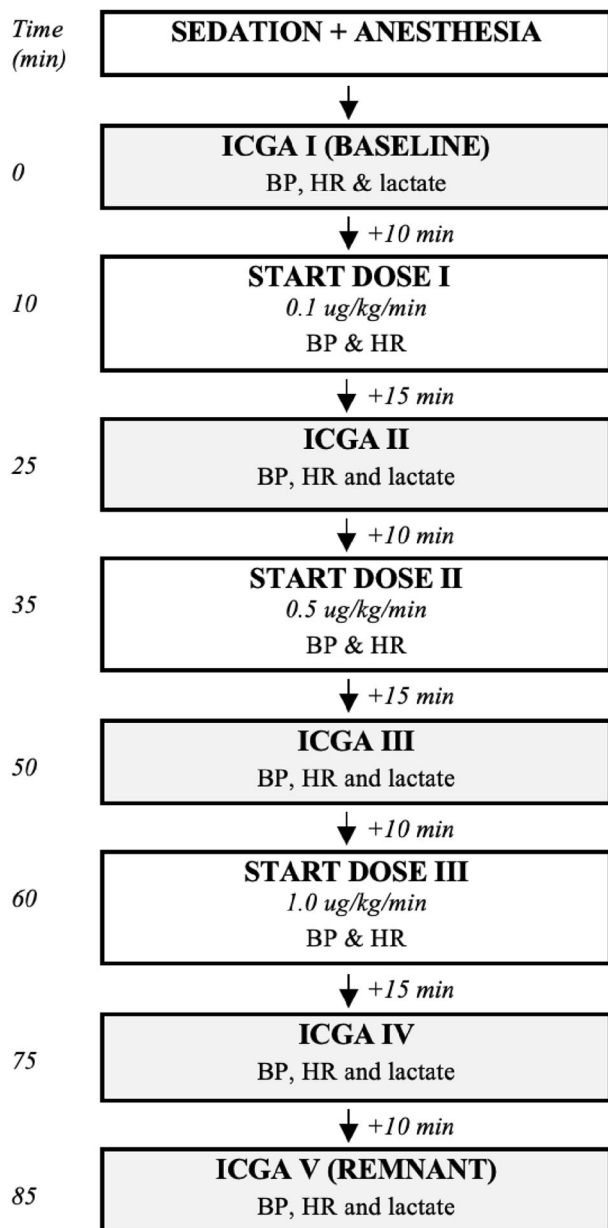 Time
(min)
SEDATION + ANESTHESIA
ICGA I (BASELINE)
0
BP, HR & lactate
+10 min
START DOSE I
10
0.1 ug/kg/min
BP & HR
+15 min
ICGA II
25
BP, HR and lactate
+10 min
START DOSE II
35
0.5 ug/kg/min
BP & HR
+15 min
ICGA III
50
BP, HR and lactate
+10 min
START DOSE III
60
1.0 ug/kg/min
BP & HR
+15 min
ICGA IV
75
BP, HR and lactate
+10 min
ICGA V (REMNANT)
85
BP, HR and lactate